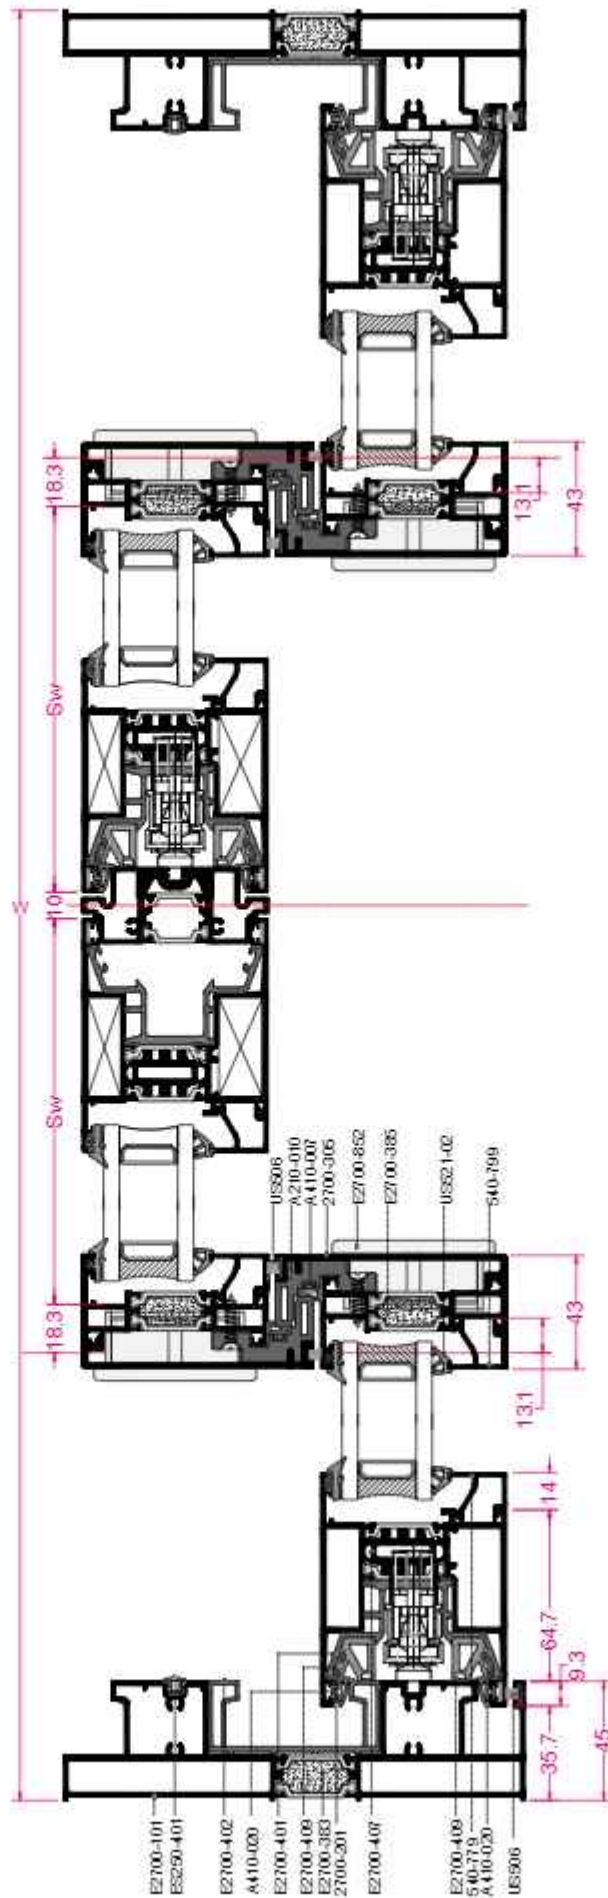 W
18.3
SW
10
SW
18.3
13.1
43
US506
A210-010
A410-007
2700-305
E2700-852
E2700-385
US521-02
540-799
43
13.1
14
64.7
9.3
35.7
45
E2700-101
ES250-401
E2700-402
A410-020
E2700-401
E2700-409
E2700-383
2700-201
E2700-407
E2700-409
540-779
A410-020
US506